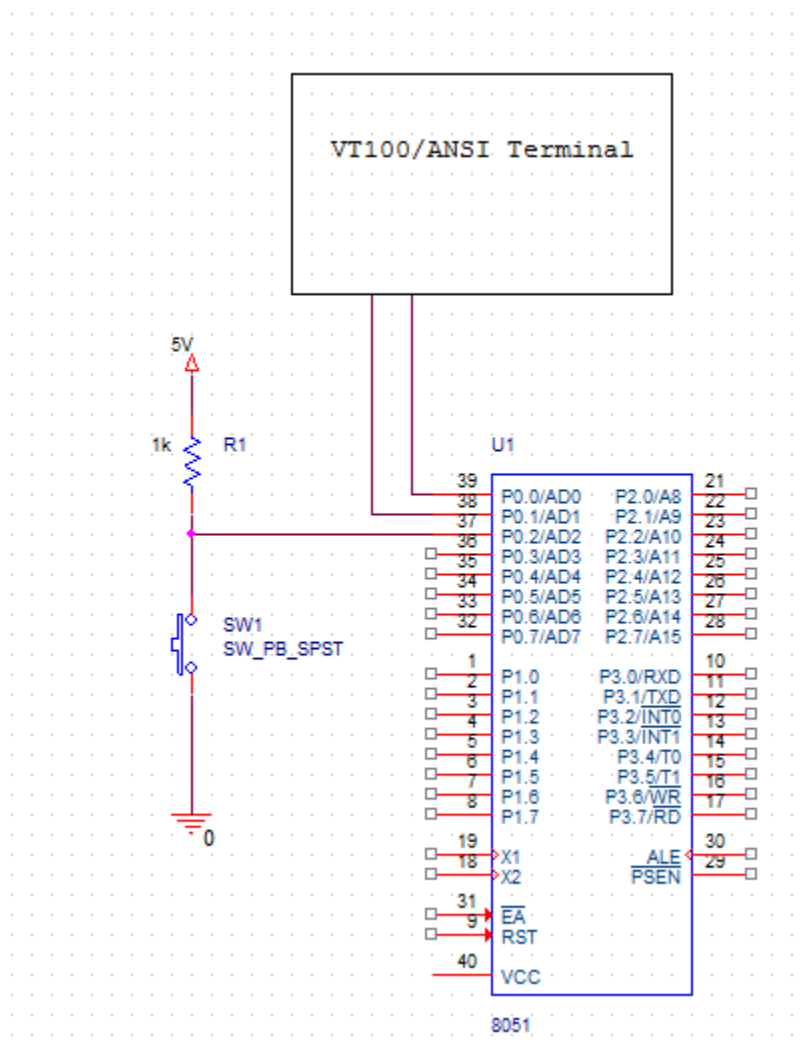 VT100/ANSI Terminal
5V
1k R1
U1
39 P0.0/AD0 P2.0/A8 21
38 P0.1/AD1 P2.1/A9 22
37 P0.2/AD2 P2.2/A10 23
36 P0.3/AD3 P2.3/A11 24
35 P0.4/AD4 P2.4/A12 25
34 P0.5/AD5 P2.5/A13 26
33 P0.6/AD6 P2.6/A14 27
32 P0.7/AD7 P2.7/A15 28
SW1
SW_PB_SPST
1 P1.0 P3.0/RXD 10
2 P1.1 P3.1/TXD 11
3 P1.2 P3.2/INT0 12
4 P1.3 P3.3/INT1 13
5 P1.4 P3.4/T0 14
6 P1.5 P3.5/T1 15
7 P1.6 P3.6/WR 16
8 P1.7 P3.7/RD 17
0
19 X1 ALE 30
18 X2 PSEN 29
31 EA
9 RST
40 VCC
8051